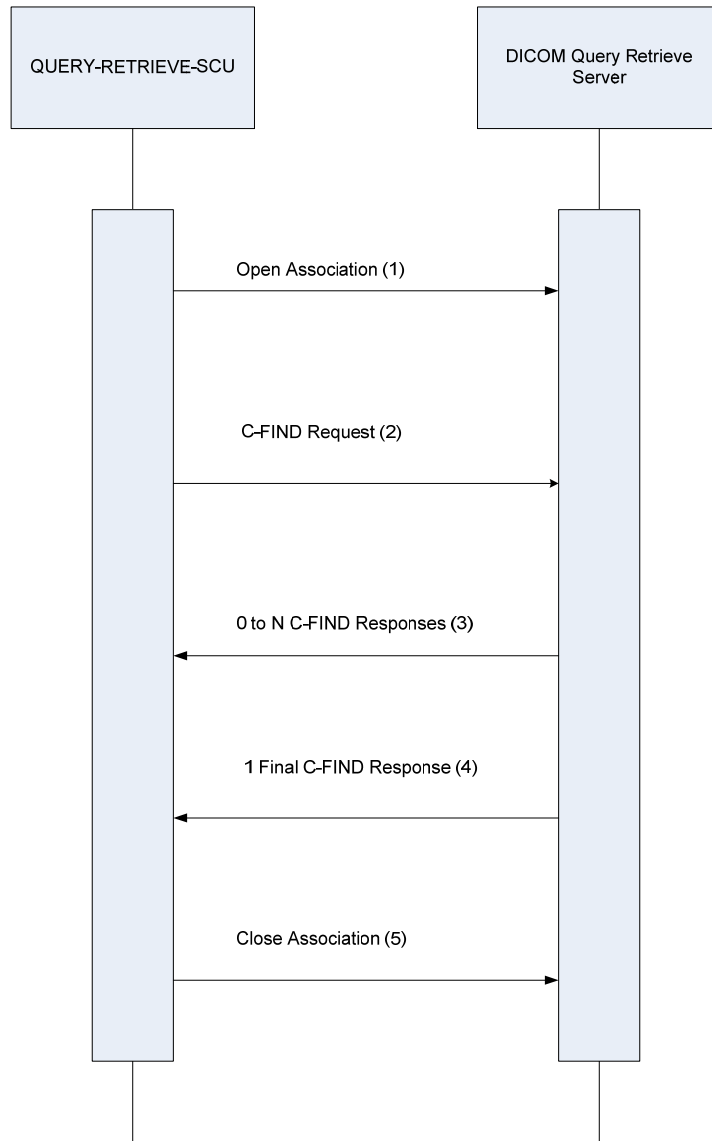 QUERY-RETRIEVE-SCU
DICOM Query Retrieve
Server
Open Association (1)
C-FIND Request (2)
0 to N C-FIND Responses (3)
1 Final C-FIND Response (4)
Close Association (5)